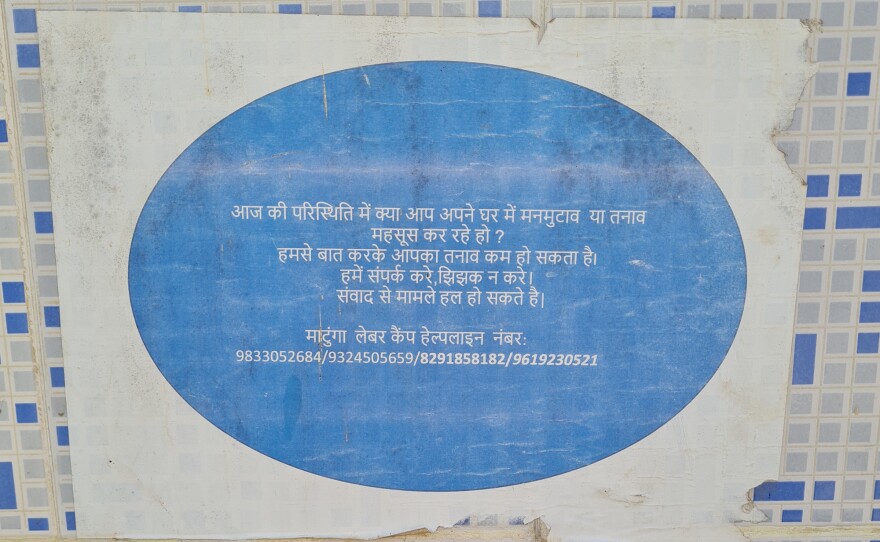 आज की परिस्थिति में क्या आप अपने घर में मनमुटाव या तनाव
महसूस कर रहे हो ?
हमसे बात करके आपका तनाव कम हो सकता है।
हमें संपर्क करे,झिझक न करे।
संवाद से मामले हल हो सकते है|
माटुंगा लेबर कैंप हेल्पलाइन नंबर:
9833052684/9324505659/8291858182/9619230521